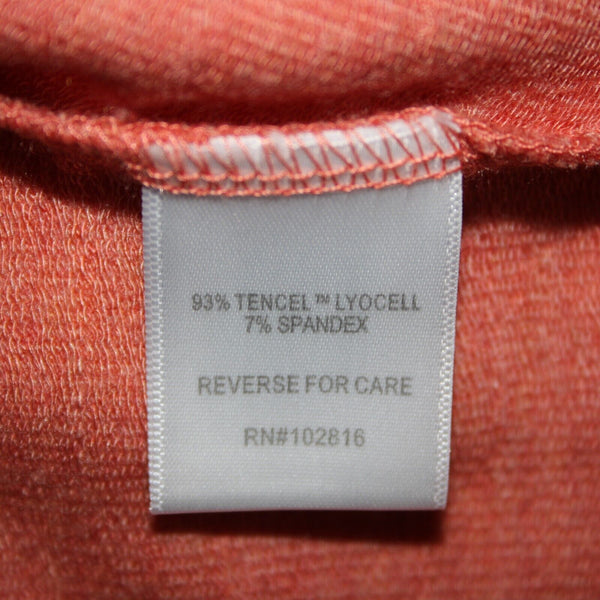 93% TENCEL™ LYOCELL
7% SPANDEX
REVERSE FOR CARE
RN#102816